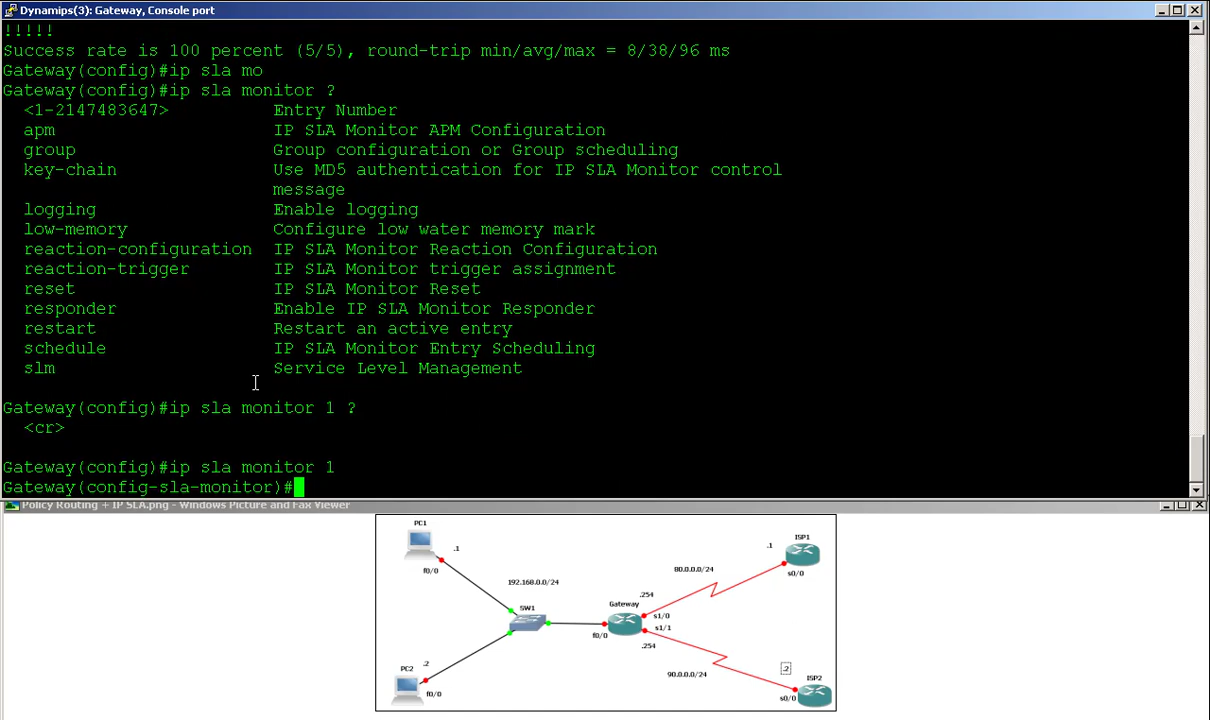 Dynamips(3): Gateway, Console port
!!!!!
Success rate is 100 percent (5/5), round-trip min/avg/max = 8/38/96 ms
Gateway(config)#ip sla mo
Gateway(config)#ip sla monitor ?
<1-2147483647> Entry Number
apm IP SLA Monitor APM Configuration
group Group configuration or Group scheduling
key-chain Use MD5 authentication for IP SLA Monitor control
message
logging Enable logging
low-memory Configure low water memory mark
reaction-configuration IP SLA Monitor Reaction Configuration
reaction-trigger IP SLA Monitor trigger assignment
reset IP SLA Monitor Reset
responder Enable IP SLA Monitor Responder
restart Restart an active entry
schedule IP SLA Monitor Entry Scheduling
slm Service Level Management
Gateway(config)#ip sla monitor 1 ?
<cr>
Gateway(config)#ip sla monitor 1
Gateway(config-sla-monitor)#
Policy Routing + IP SLA.png - Windows Picture and Fax Viewer
PC1
.1
f0/0
192.168.0.0/24
SW1
f0/0
Gateway
.254
s1/0
s1/1
.254
80.0.0.0/24
.1
ISP1
s0/0
90.0.0.0/24
.2
ISP2
s0/0
PC2
.2
f0/0